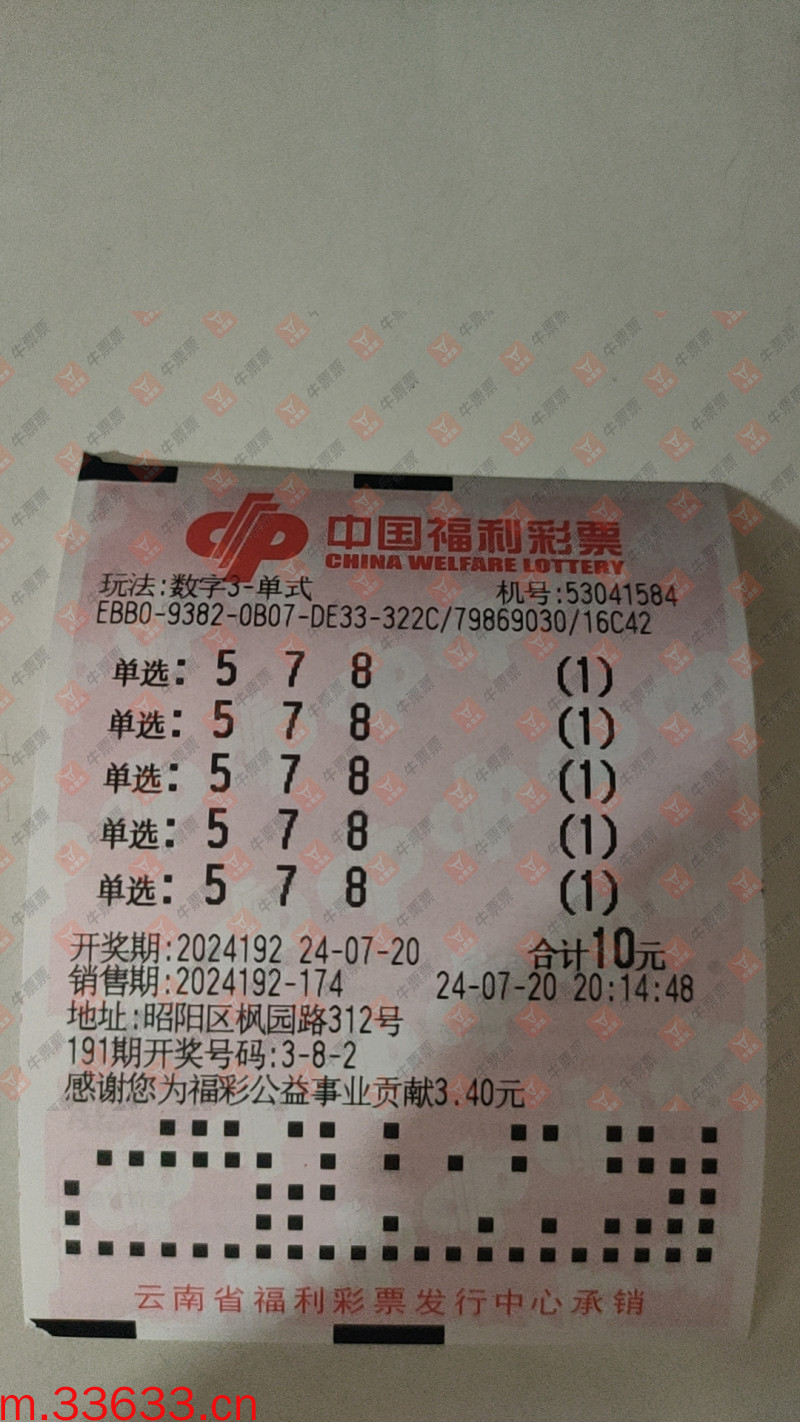 中国福利彩票
CHINA WELFARE LOTTERY
玩法:数字3-单式 机号:53041584
EBB0-9382-0B07-DE33-322C/79869030/16C42
单选: 5 7 8 (1)
单选: 5 7 8 (1)
单选: 5 7 8 (1)
单选: 5 7 8 (1)
单选: 5 7 8 (1)
开奖期:2024192 24-07-20 合计10元
销售期:2024192-174 24-07-20 20:14:48
地址:昭阳区枫园路312号
191期开奖号码:3-8-2
感谢您为福彩公益事业贡献3.40元
云南省福利彩票发行中心承销
m.33633.cn
牛票票